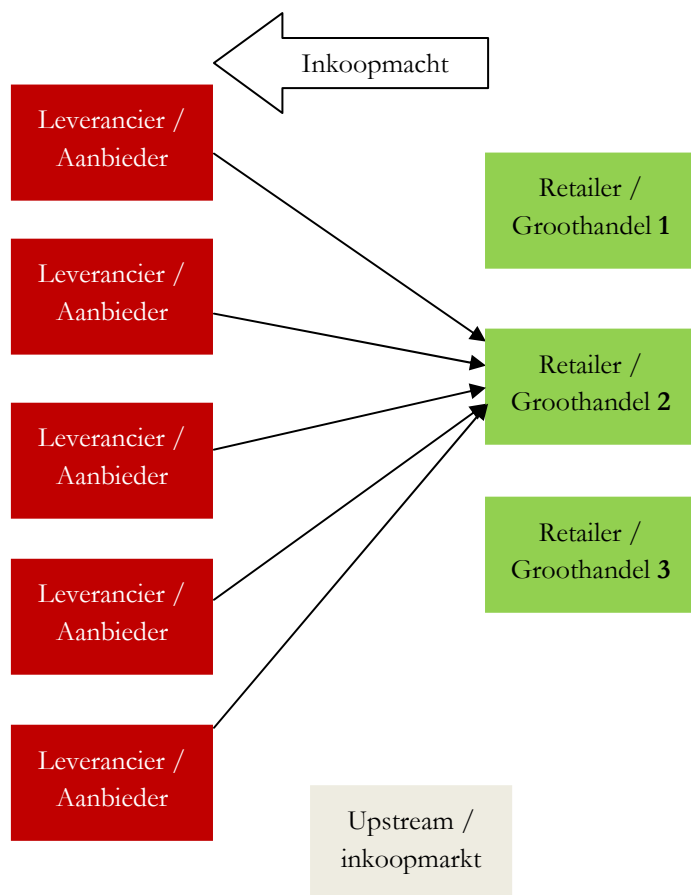 Inkoopmacht
Leverancier /
Aanbieder
Retailer /
Groothandel 1
Leverancier /
Aanbieder
Retailer /
Groothandel 2
Leverancier /
Aanbieder
Retailer /
Groothandel 3
Leverancier /
Aanbieder
Leverancier /
Aanbieder
Upstream /
inkoopmarkt